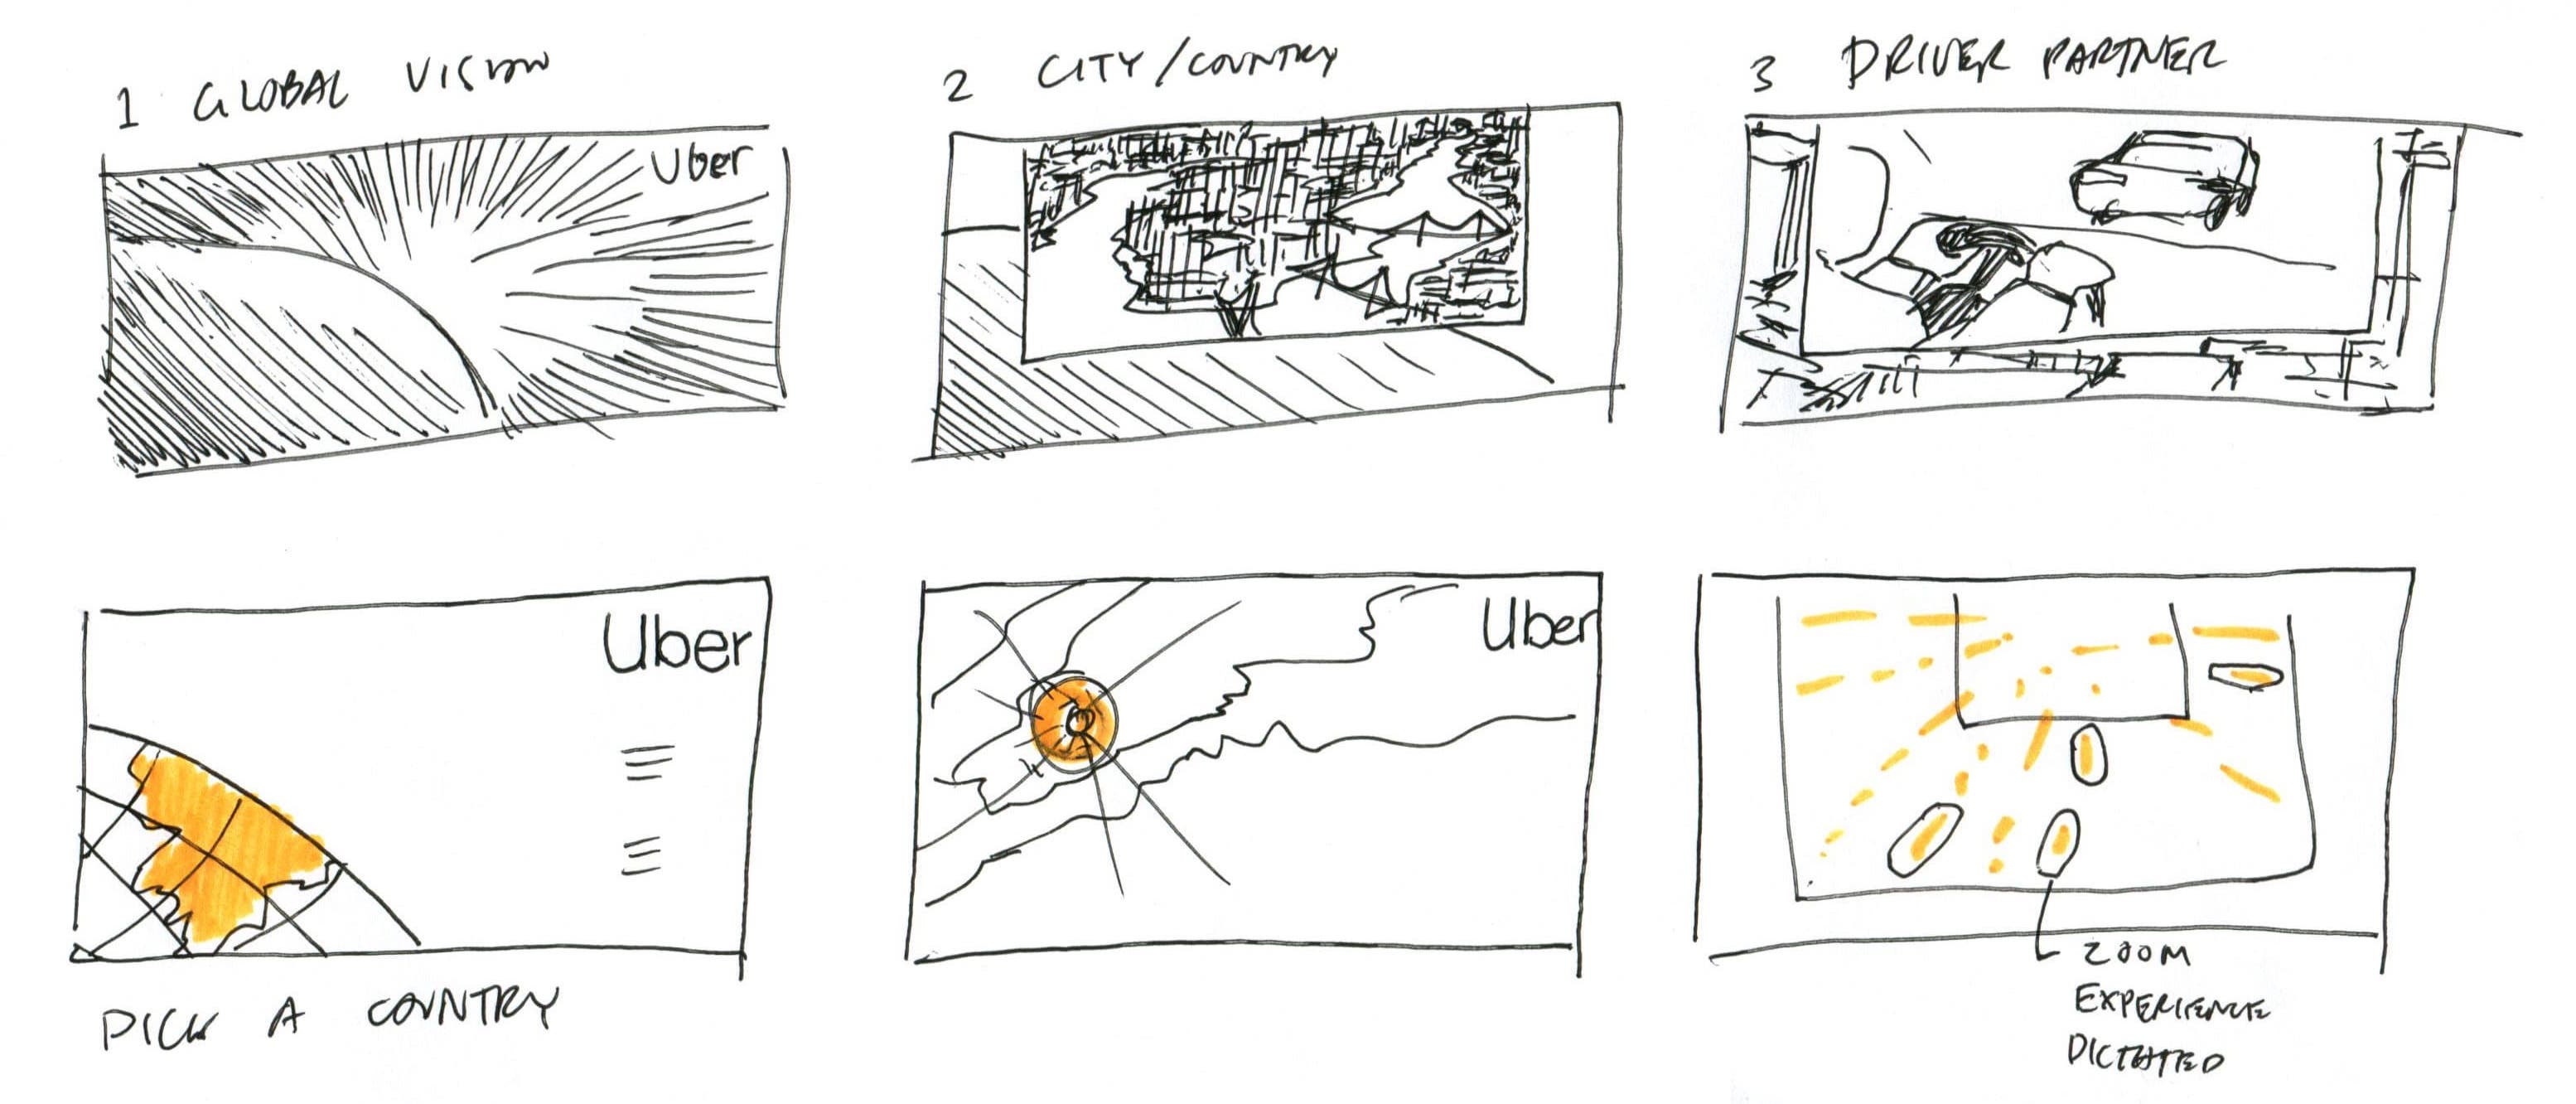 1 GLOBAL VISION
2 CITY/COUNTRY
3 DRIVER PARTNER
Uber
Uber
Uber
PICK A COUNTRY
ZOOM
EXPERIENCE
DICTATED